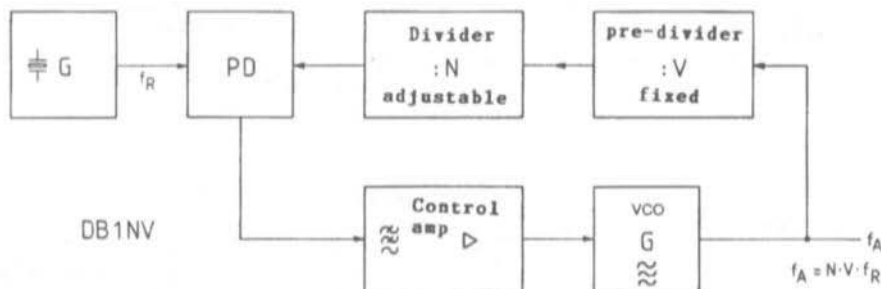 G
f_R
PD
Divider
:N
adjustable
pre-divider
:V
fixed
DB1NV
Control
amp
VCO
G
f_A
f_A = N·V·f_R